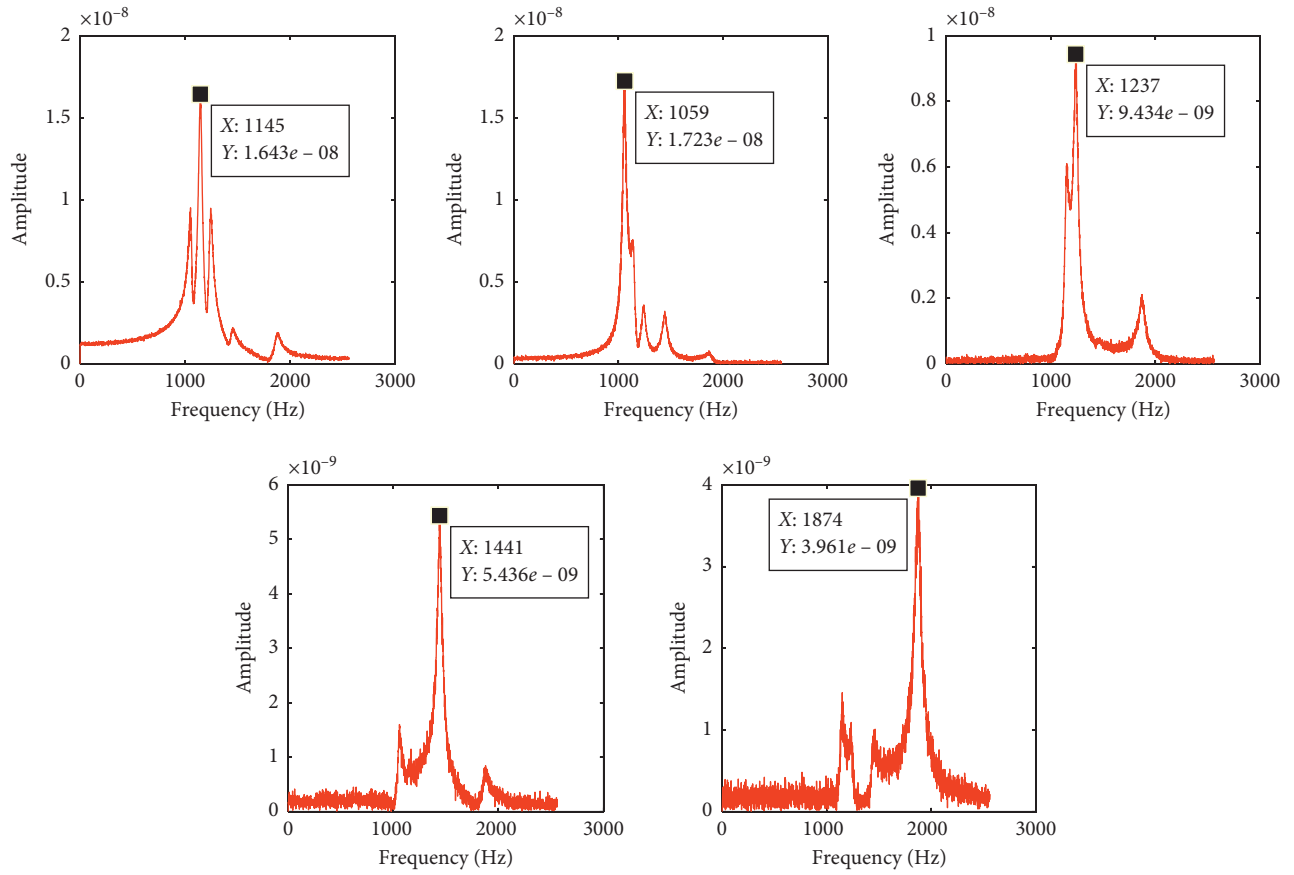 ×10–8
2
1.5
1
0.5
0
Amplitude
X: 1145
Y: 1.643e – 08
0 1000 2000 3000
Frequency (Hz)
×10–8
2
1.5
1
0.5
0
Amplitude
X: 1059
Y: 1.723e – 08
0 1000 2000 3000
Frequency (Hz)
×10–8
1
0.8
0.6
0.4
0.2
0
Amplitude
X: 1237
Y: 9.434e – 09
0 1000 2000 3000
Frequency (Hz)
×10–9
6
5
4
3
2
1
0
Amplitude
X: 1441
Y: 5.436e – 09
0 1000 2000 3000
Frequency (Hz)
×10–9
4
3
2
1
0
Amplitude
X: 1874
Y: 3.961e – 09
0 1000 2000 3000
Frequency (Hz)